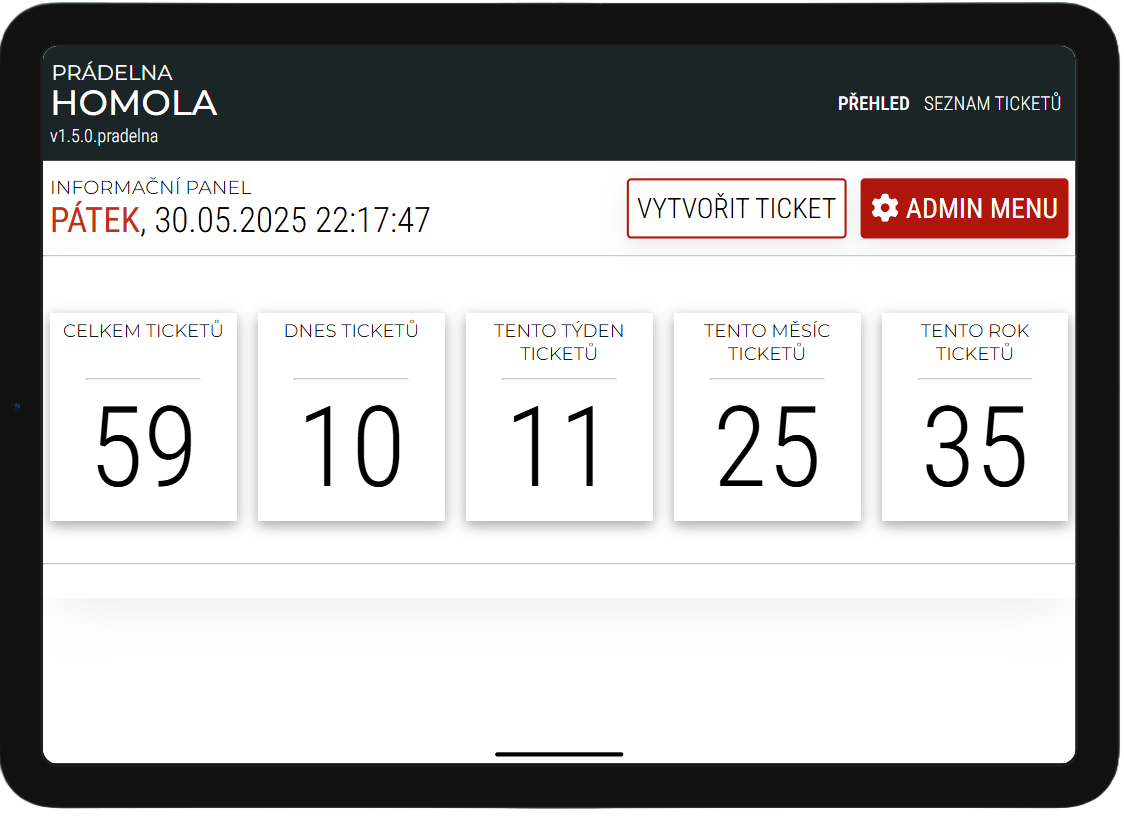 PRÁDELNA
HOMOLA
v1.5.0.pradelna
PŘEHLED SEZNAM TICKETŮ
INFORMAČNÍ PANEL
PÁTEK, 30.05.2025 22:17:47
VYTVOŘIT TICKET
ADMIN MENU
CELKEM TICKETŮ
59
DNES TICKETŮ
10
TENTO TÝDEN
TICKETŮ
11
TENTO MĚSÍC
TICKETŮ
25
TENTO ROK
TICKETŮ
35